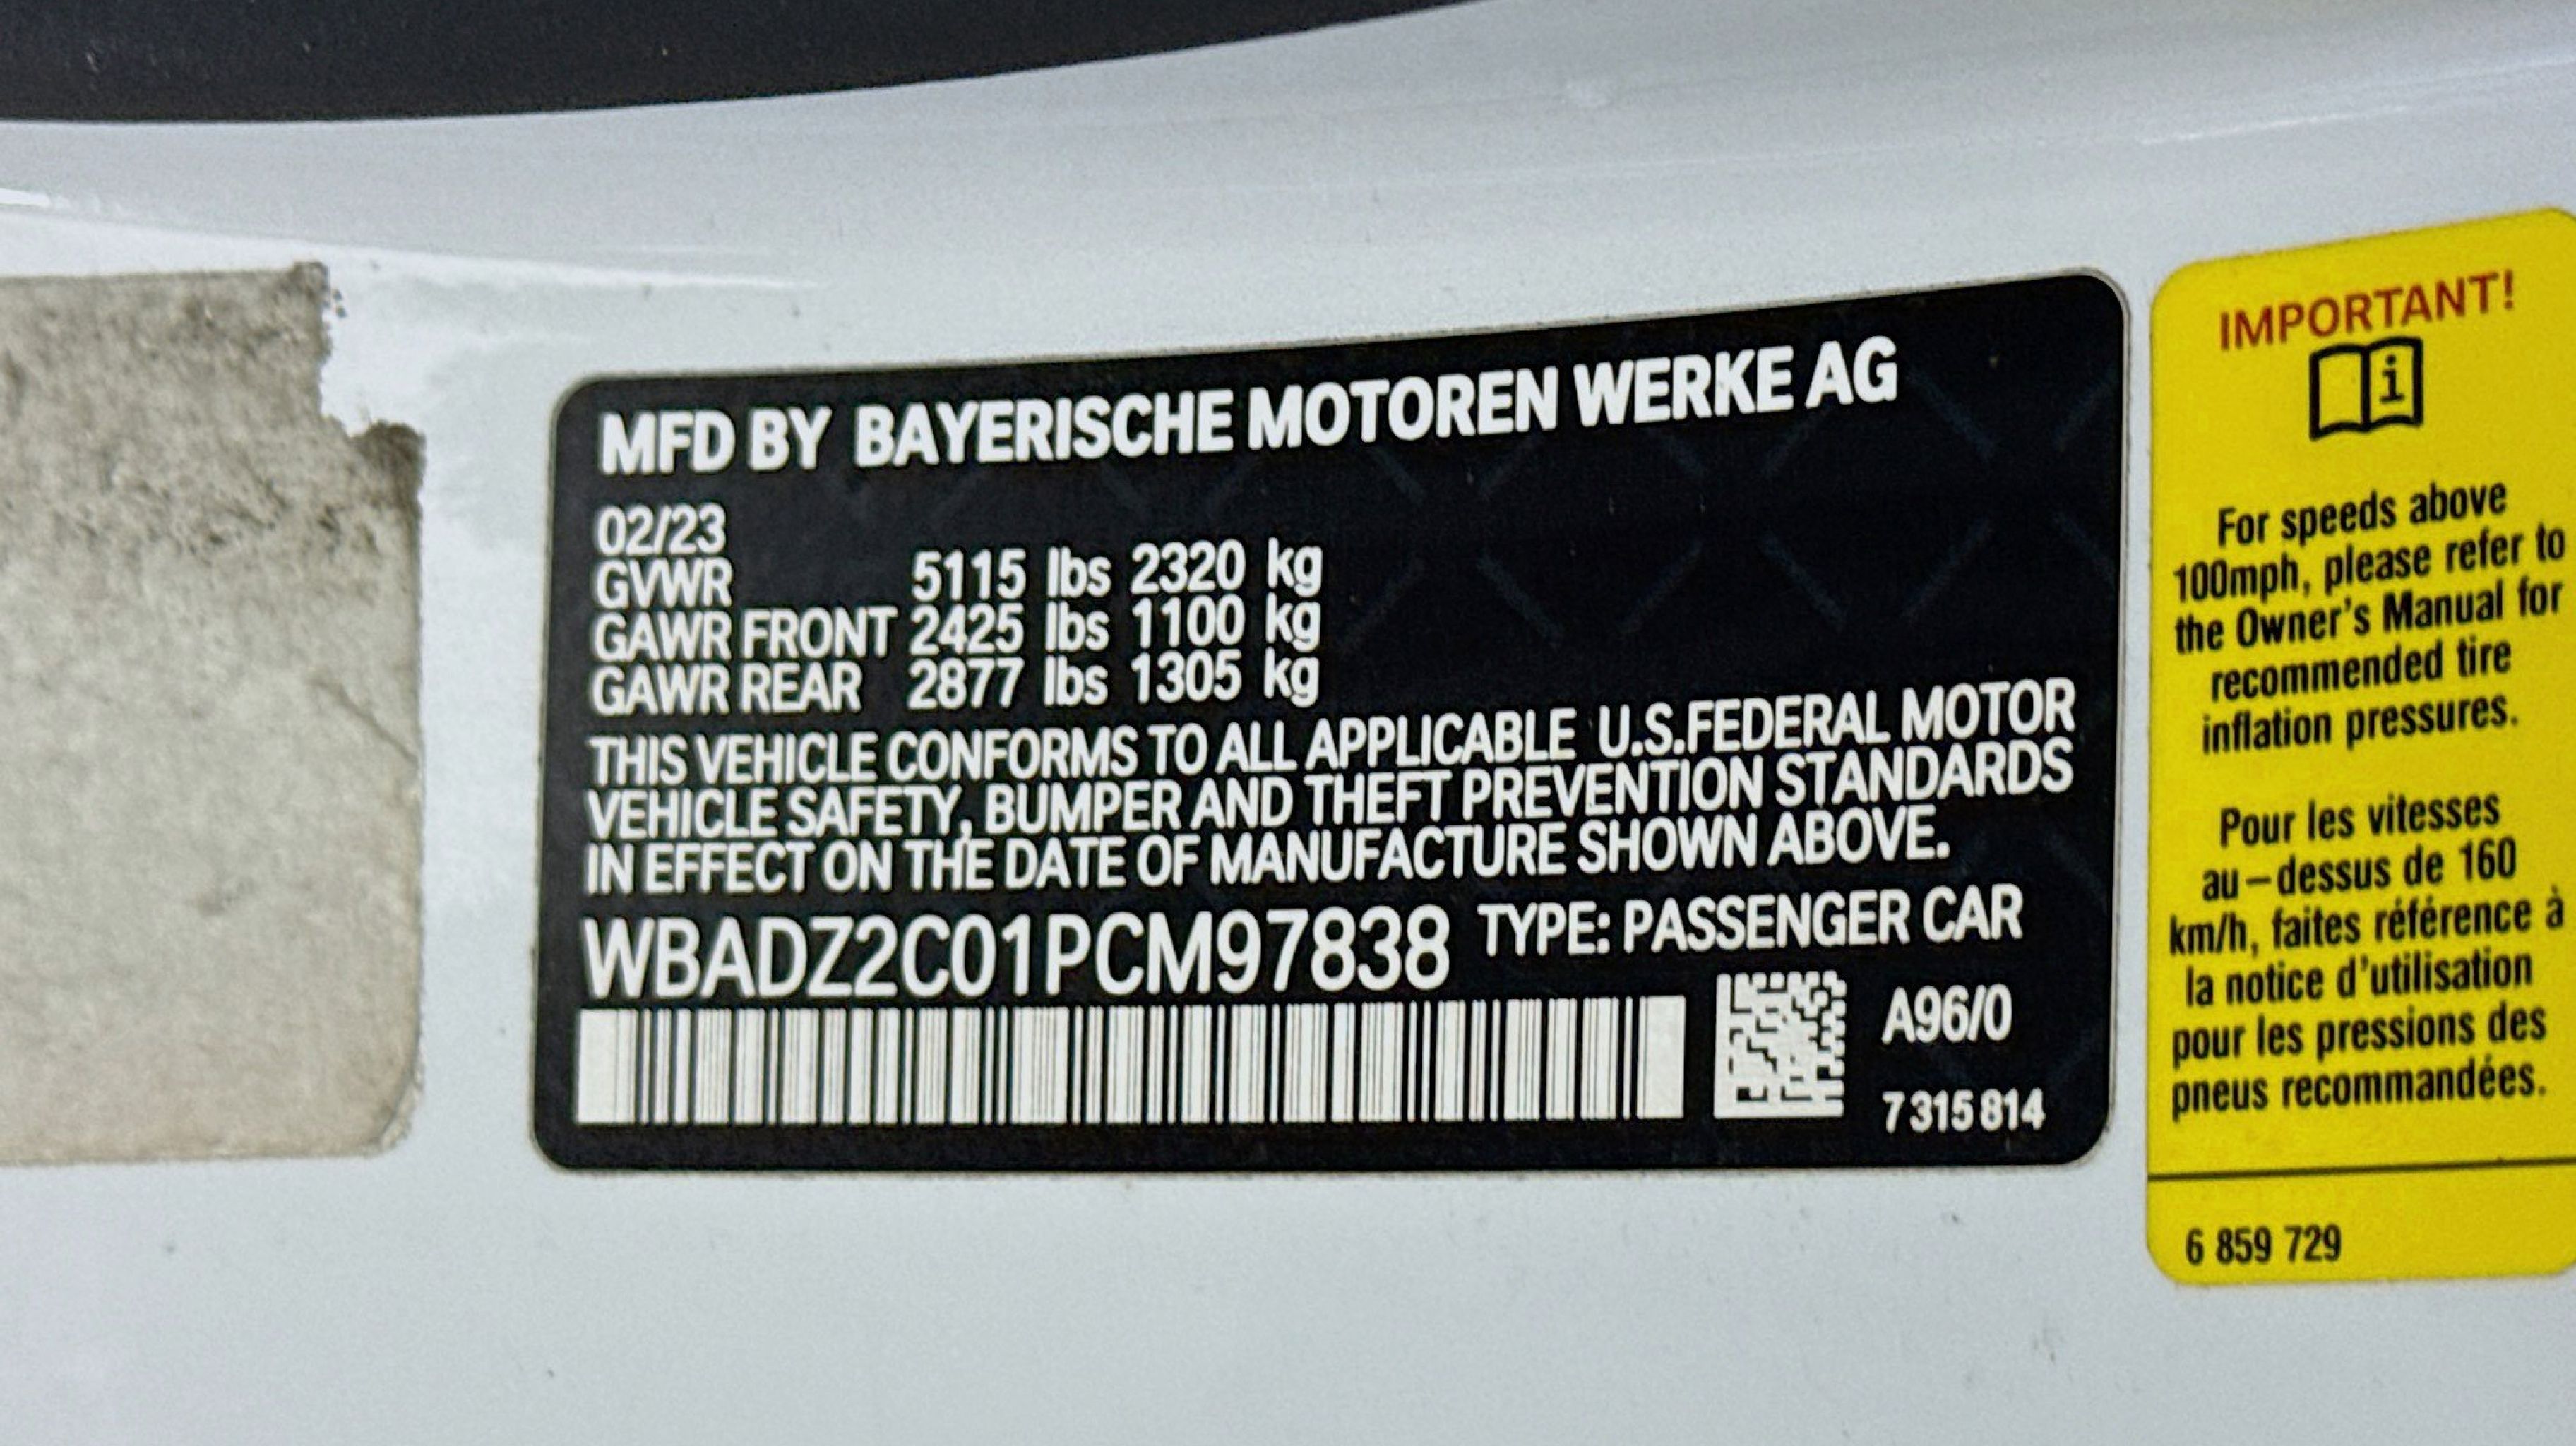 MFD BY BAYERISCHE MOTOREN WERKE AG
02/23
GVWR 5115 lbs 2320 kg
GAWR FRONT 2425 lbs 1100 kg
GAWR REAR 2877 lbs 1305 kg
THIS VEHICLE CONFORMS TO ALL APPLICABLE U.S.FEDERAL MOTOR
VEHICLE SAFETY, BUMPER AND THEFT PREVENTION STANDARDS
IN EFFECT ON THE DATE OF MANUFACTURE SHOWN ABOVE.
WBADZ2C01PCM97838 TYPE: PASSENGER CAR
A96/0
7 315 814
IMPORTANT!
i
For speeds above
100mph, please refer to
the Owner's Manual for
recommended tire
inflation pressures.
Pour les vitesses
au-dessus de 160
km/h, faites référence à
la notice d'utilisation
pour les pressions des
pneus recommandées.
6 859 729